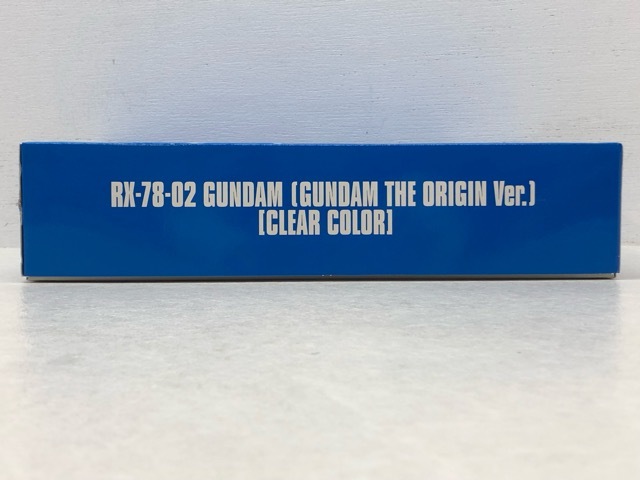 RX-78-02 GUNDAM (GUNDAM THE ORIGIN Ver.)
[CLEAR COLOR]